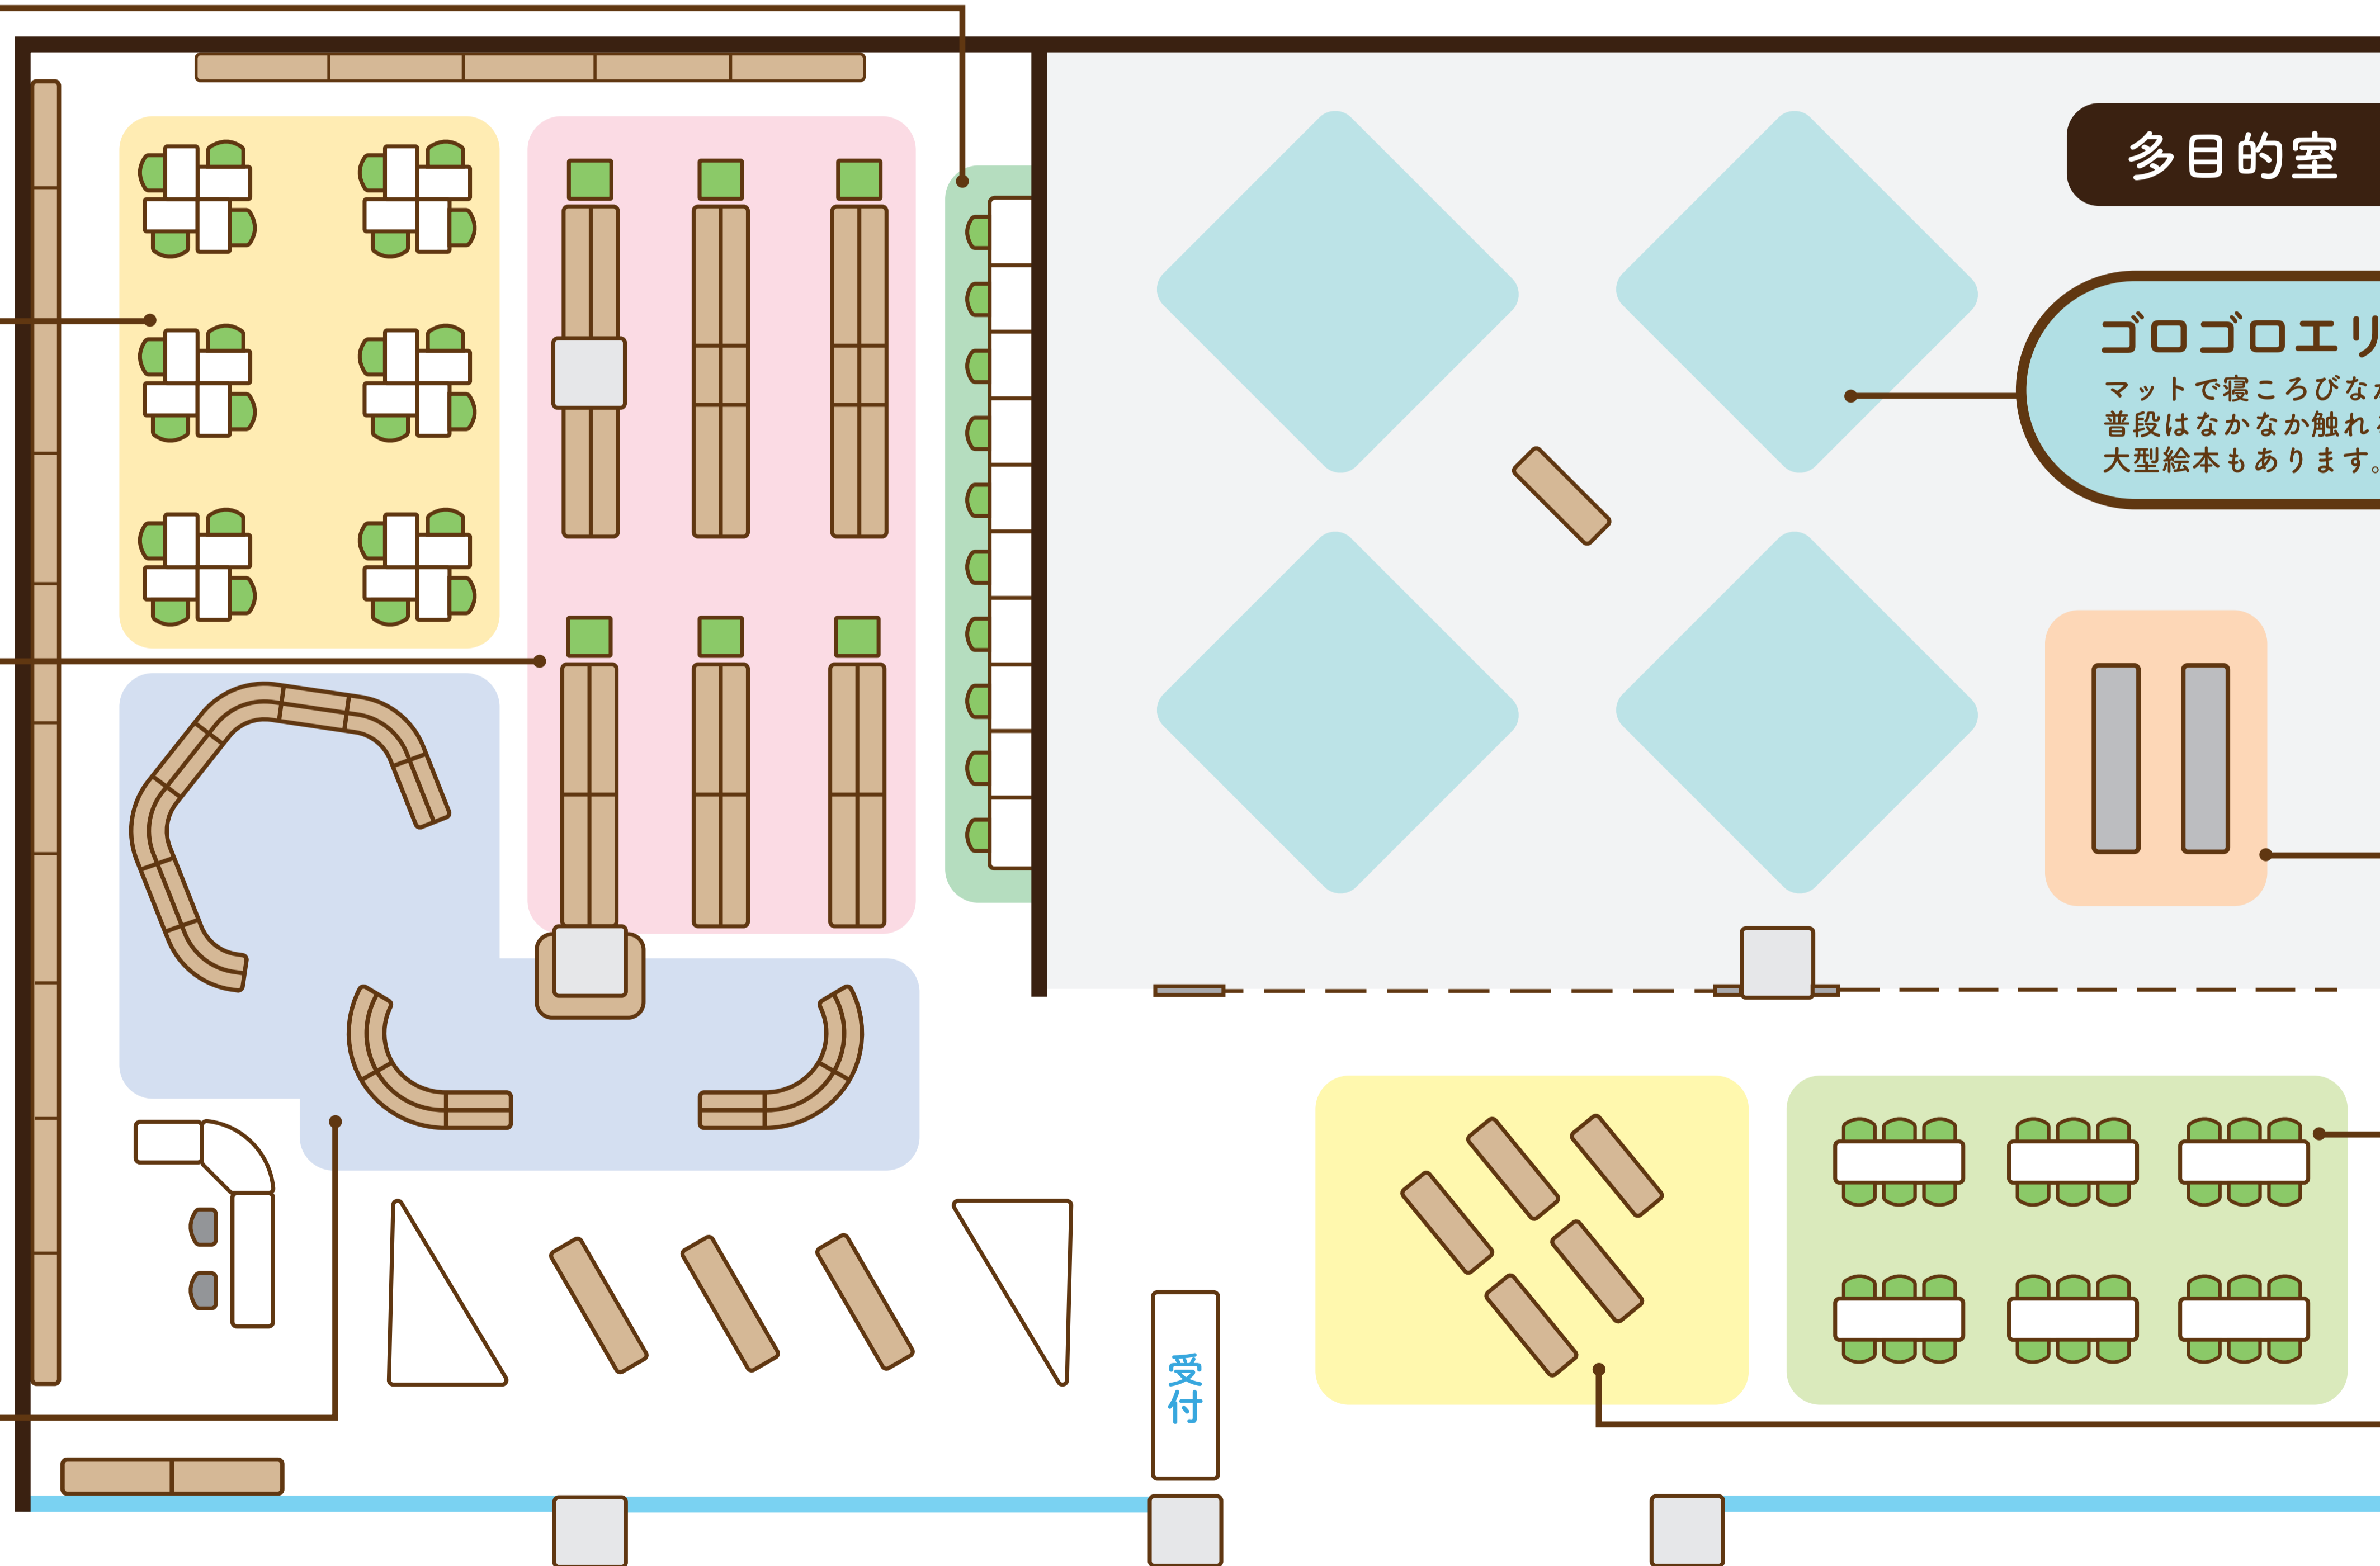 多目的室
ゴロゴロエリ
マットで寝ころびなが
普段はなかなか触れ
大型絵本もあります。
受付